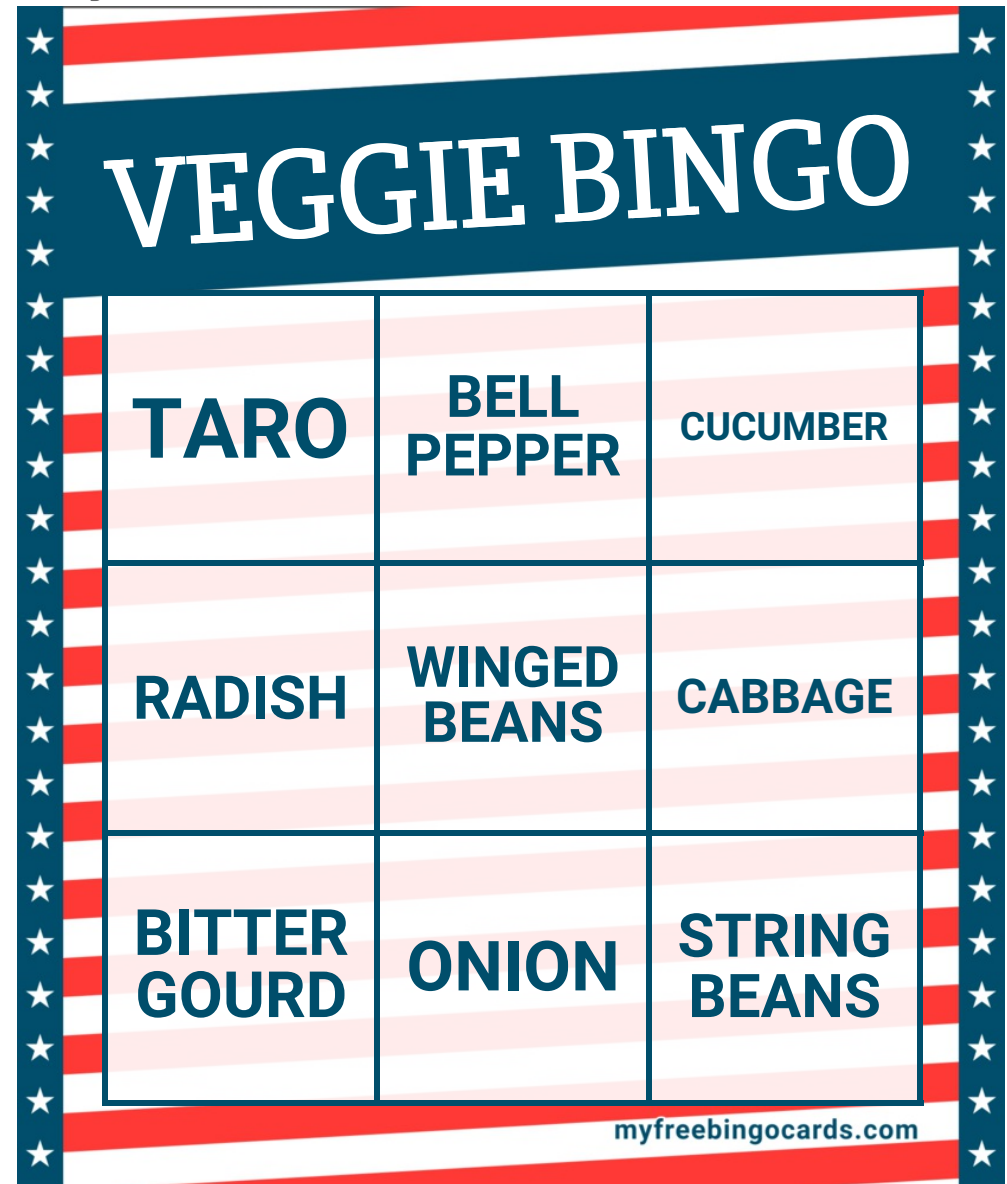 VEGGIE BINGO
TARO
BELL
PEPPER
CUCUMBER
RADISH
WINGED
BEANS
CABBAGE
BITTER
GOURD
ONION
STRING
BEANS
myfreebingocards.com